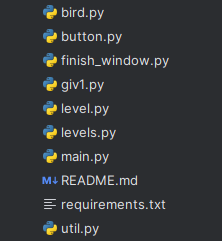 bird.py
button.py
finish_window.py
giv1.py
level.py
levels.py
main.py
M↓ README.md
requirements.txt
util.py